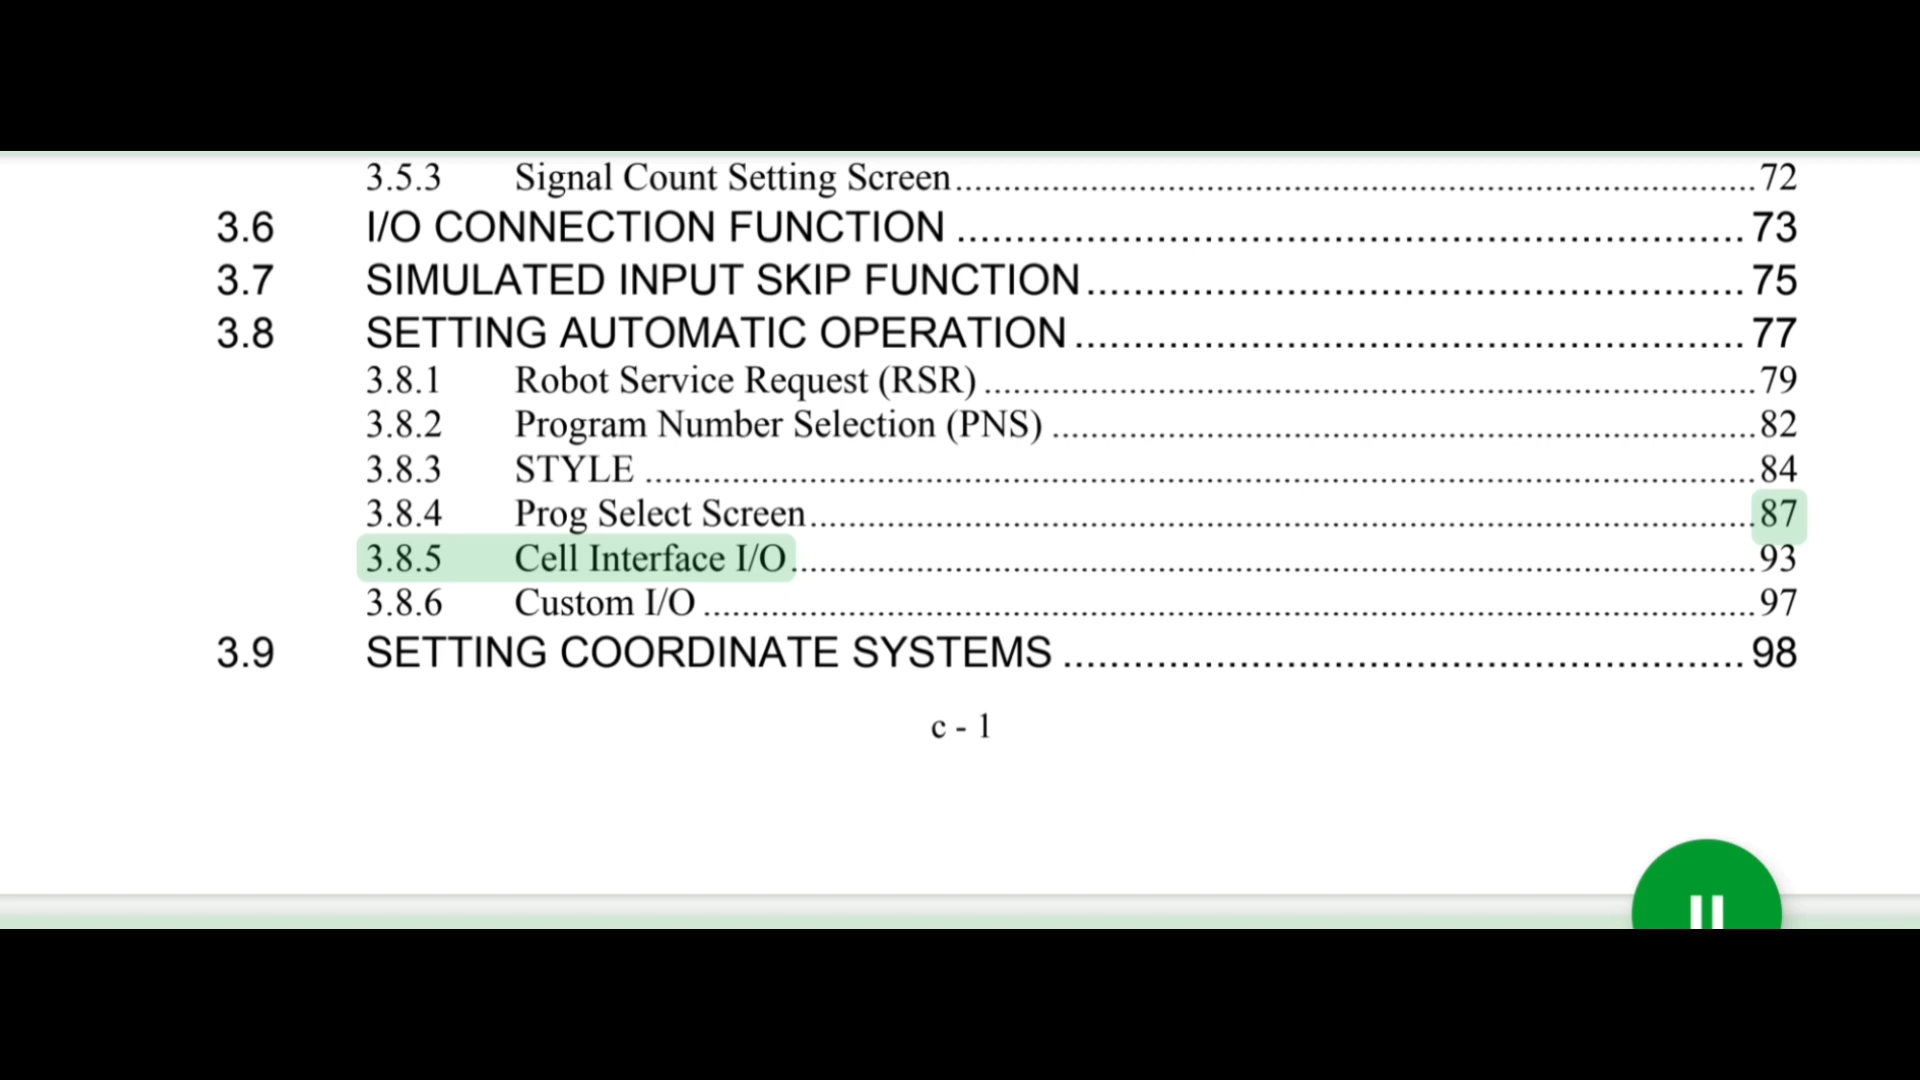 3.5.3 Signal Count Setting Screen 72
3.6 I/O CONNECTION FUNCTION 73
3.7 SIMULATED INPUT SKIP FUNCTION 75
3.8 SETTING AUTOMATIC OPERATION 77
3.8.1 Robot Service Request (RSR) 79
3.8.2 Program Number Selection (PNS) 82
3.8.3 STYLE 84
3.8.4 Prog Select Screen 87
3.8.5 Cell Interface I/O 93
3.8.6 Custom I/O 97
3.9 SETTING COORDINATE SYSTEMS 98
c - 1